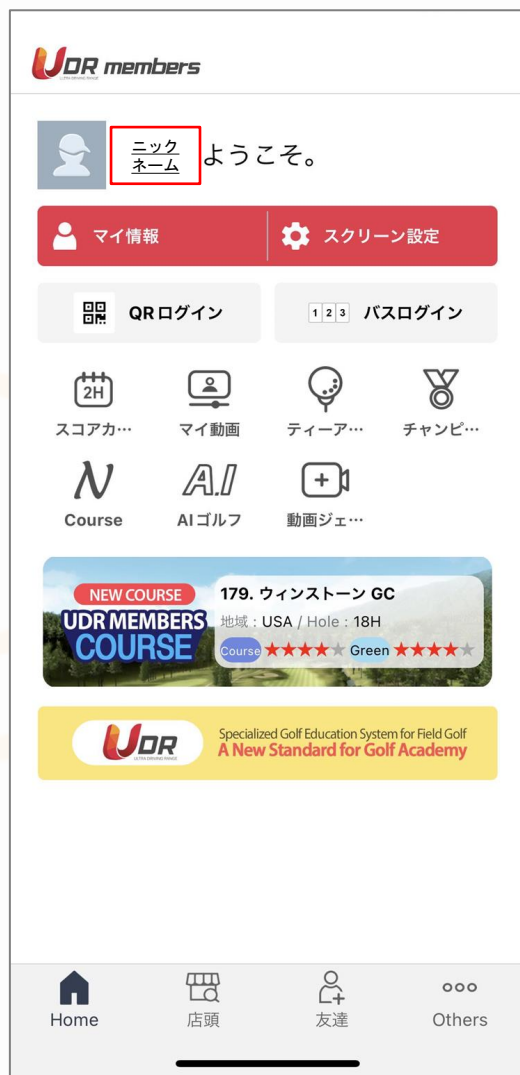 UDR members
ULTRA DRIVING RANGE
ニック
ネーム
ようこそ。
マイ情報
スクリーン設定
QRログイン
1 2 3 バスログイン
2H
スコアカ…
マイ動画
ティーア…
チャンピ…
N
A.I
Course
AIゴルフ
動画ジェ…
NEW COURSE
UDR MEMBERS
COURSE
179. ウィンストーン GC
地域 : USA / Hole : 18H
Course ★★★★★ Green ★★★★★
UDR
ULTRA DRIVING RANGE
Specialized Golf Education System for Field Golf
A New Standard for Golf Academy
Home
店頭
友達
Others